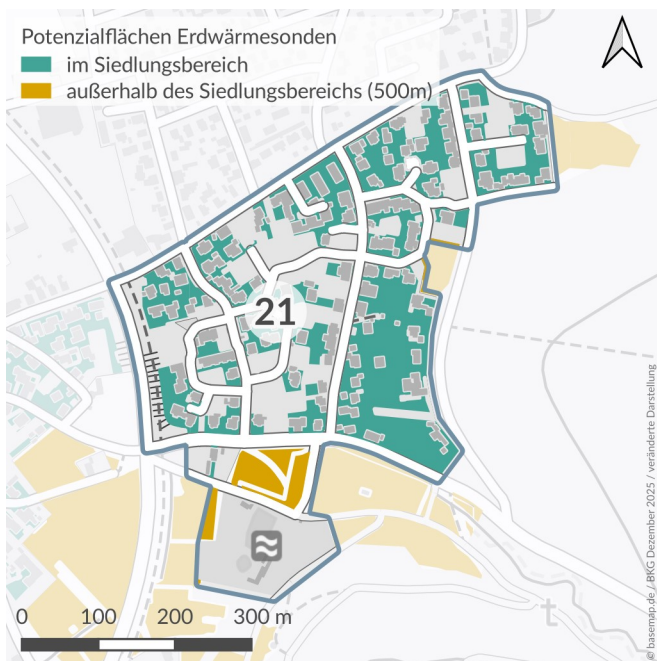 Potenzialflächen Erdwärmesonden
im Siedlungsbereich
außerhalb des Siedlungsbereichs (500m)
21
0 100 200 300 m
t
© basemap.de / BKG Dezember 2025 / veränderte Darstellung